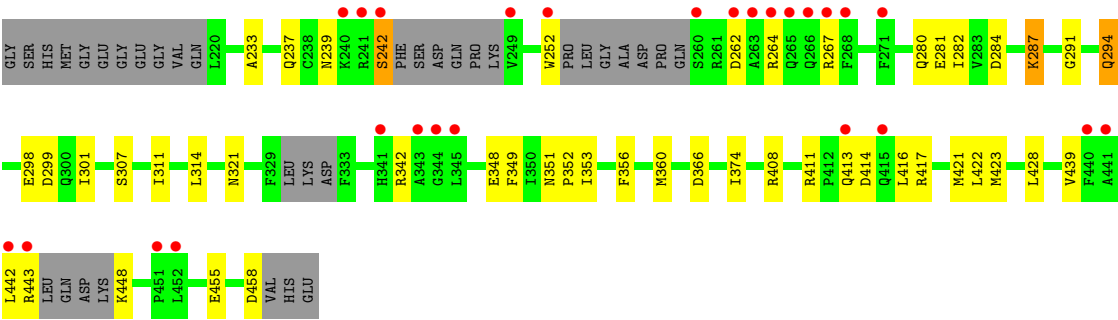 GLY SER HIS MET GLY GLU GLY GLU GLY VAL GLN L220 A233 Q237 C238 N239 K240 R241 S242 PHE SER ASP GLN PRO LYS V249 W252 PRO LEU GLY ALA ASP PRO GLN S260 R261 D262 A263 R264 Q265 Q266 R267 F268 F271 Q280 E281 I282 V283 D284 K287 G291 Q294
E298 D299 Q300 I301 S307 I311 L314 N321 F329 LEU LYS ASP F333 H341 R342 A343 G344 L345 E348 F349 I350 N351 P352 I353 F356 M360 D366 I374 R408 R411 P412 Q413 D414 Q415 L416 R417 M421 L422 M423 L428 V439 F440 A441
L442 R443 LEU GLN ASP LYS K448 P451 L452 E455 D458 VAL HIS GLU